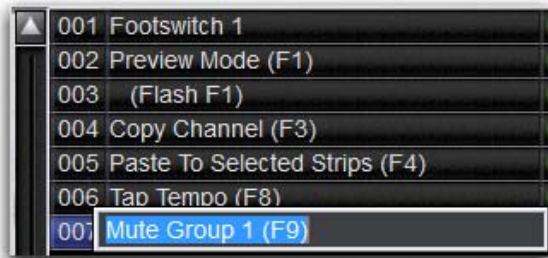 001 Footswitch 1
002 Preview Mode (F1)
003 (Flash F1)
004 Copy Channel (F3)
005 Paste To Selected Strips (F4)
006 Tap Tempo (F8)
007 Mute Group 1 (F9)